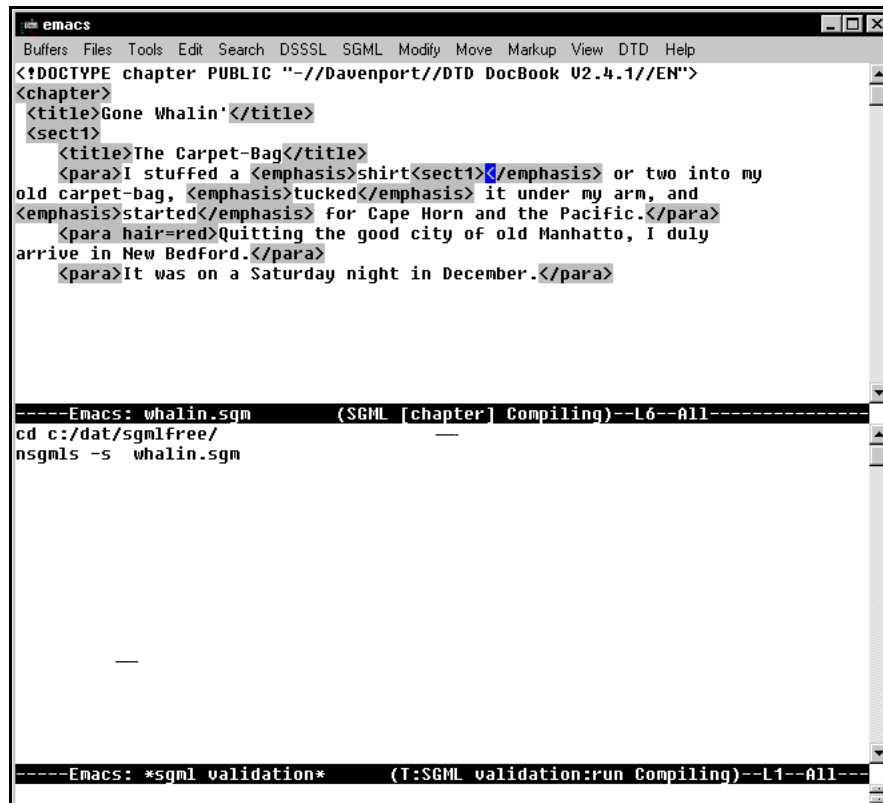 emacs
Buffers Files Tools Edit Search DSSSL SGML Modify Move Markup View DTD Help
<!DOCTYPE chapter PUBLIC "-//Davenport//DTD DocBook V2.4.1//EN">
<chapter>
 <title>Gone Whalin'</title>
 <sect1>
    <title>The Carpet-Bag</title>
    <para>I stuffed a <emphasis>shirt<sect1></emphasis> or two into my
old carpet-bag, <emphasis>tucked</emphasis> it under my arm, and
<emphasis>started</emphasis> for Cape Horn and the Pacific.</para>
    <para hair=red>Quitting the good city of old Manhatto, I duly
arrive in New Bedford.</para>
    <para>It was on a Saturday night in December.</para>
-----Emacs: whalin.sgm        (SGML [chapter] Compiling)--L6--All---------------
cd c:/dat/sgmlfree/
nsgmls -s  whalin.sgm
-----Emacs: *sgml validation*      (T:SGML validation:run Compiling)--L1--All---